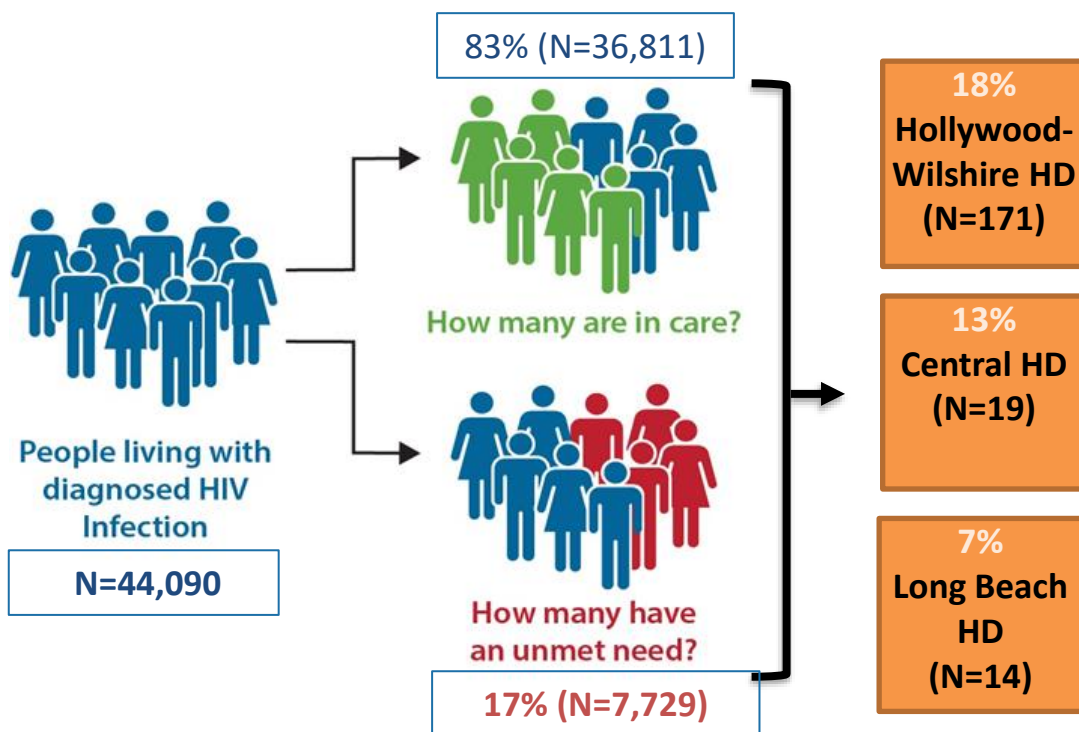 83% (N=36,811)
How many are in care?
People living with
diagnosed HIV
Infection
N=44,090
How many have
an unmet need?
17% (N=7,729)
18%
Hollywood-
Wilshire HD
(N=171)
13%
Central HD
(N=19)
7%
Long Beach
HD
(N=14)